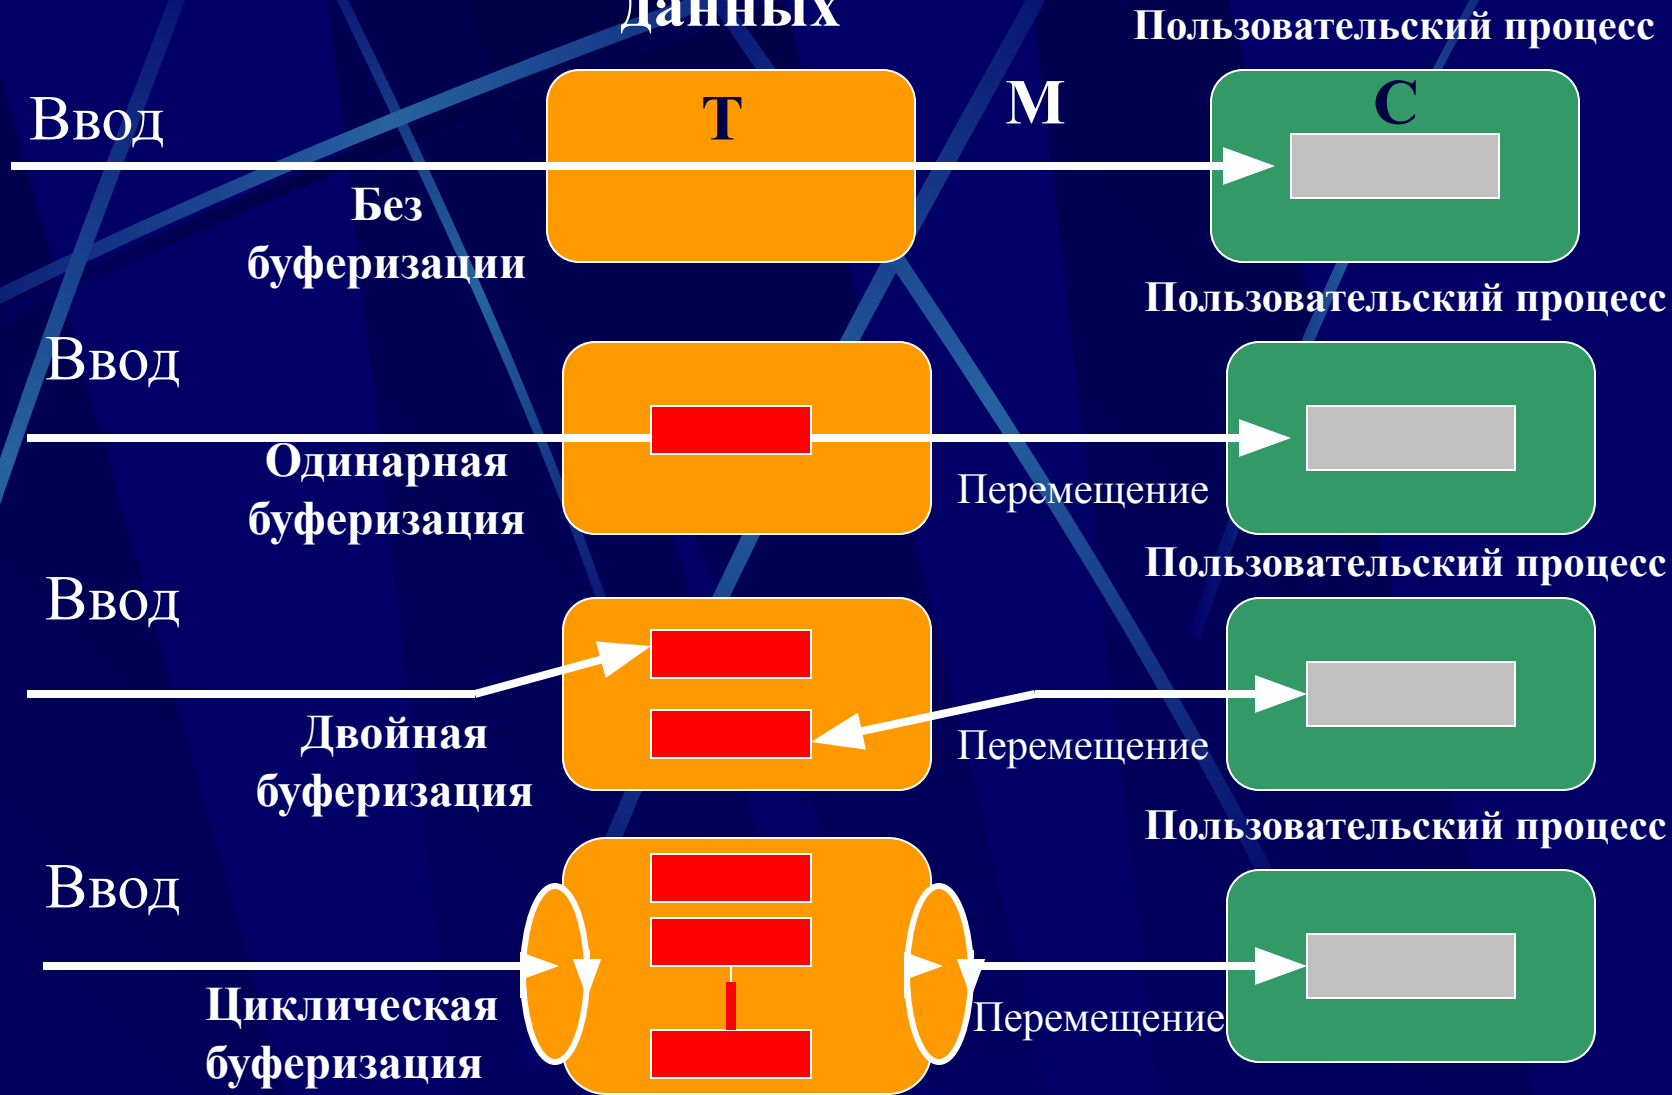 данных
Пользовательский процесс
Ввод
Т
М
С
Без
буферизации
Пользовательский процесс
Ввод
Одинарная
буферизация
Перемещение
Пользовательский процесс
Ввод
Двойная
буферизация
Перемещение
Пользовательский процесс
Ввод
Циклическая
буферизация
Перемещение